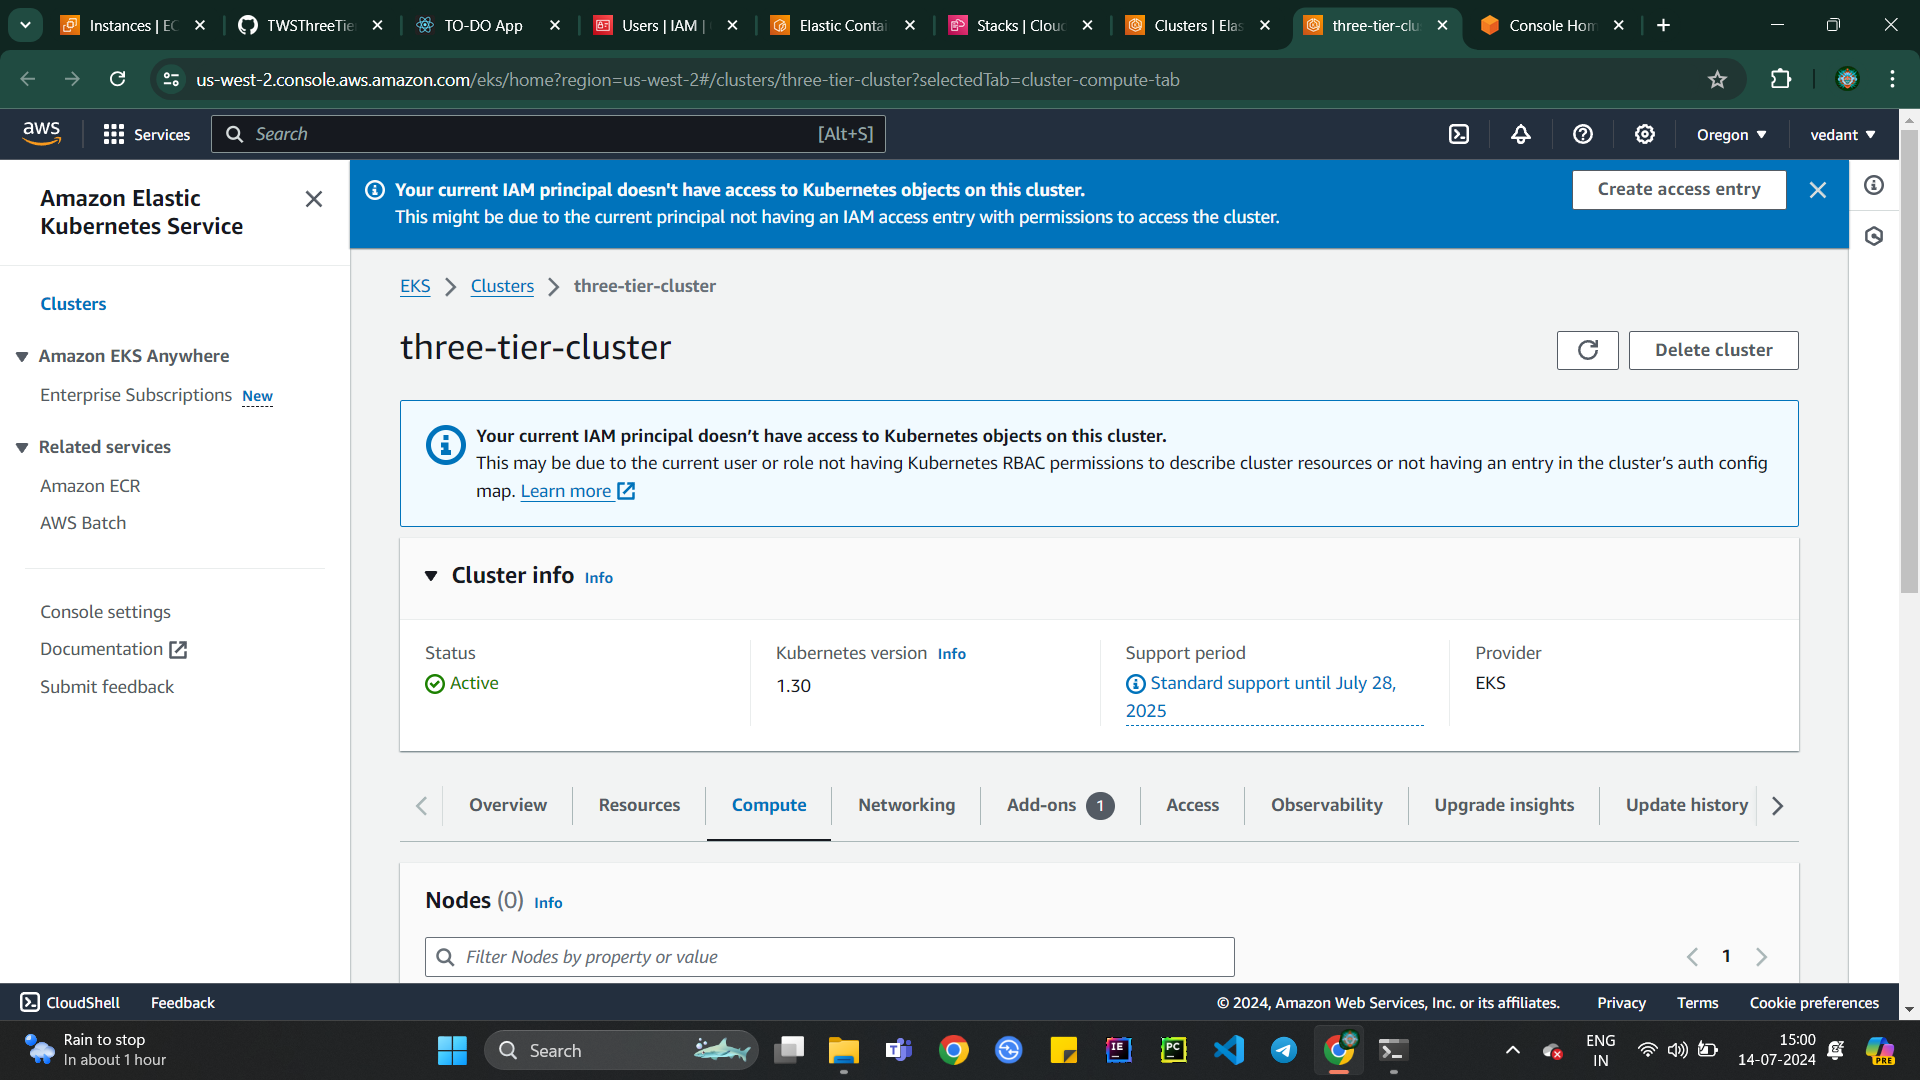 Instances | EC
TWSThreeTie
TO-DO App
Users | IAM |
Elastic Contai
Stacks | Clou
Clusters | Elas
three-tier-clu
Console Hom
us-west-2.console.aws.amazon.com/eks/home?region=us-west-2#/clusters/three-tier-cluster?selectedTab=cluster-compute-tab
aws
Services
Search
[Alt+S]
Oregon
vedant
Amazon Elastic
Kubernetes Service
Clusters
Amazon EKS Anywhere
Enterprise Subscriptions New
Related services
Amazon ECR
AWS Batch
Console settings
Documentation
Submit feedback
Your current IAM principal doesn't have access to Kubernetes objects on this cluster.
This might be due to the current principal not having an IAM access entry with permissions to access the cluster.
Create access entry
EKS
Clusters
three-tier-cluster
three-tier-cluster
Delete cluster
Your current IAM principal doesn’t have access to Kubernetes objects on this cluster.
This may be due to the current user or role not having Kubernetes RBAC permissions to describe cluster resources or not having an entry in the cluster’s auth config
map. Learn more
Cluster info Info
Status
Active
Kubernetes version Info
1.30
Support period
Standard support until July 28,
2025
Provider
EKS
Overview
Resources
Compute
Networking
Add-ons 1
Access
Observability
Upgrade insights
Update history
Nodes (0) Info
Filter Nodes by property or value
1
CloudShell
Feedback
© 2024, Amazon Web Services, Inc. or its affiliates.
Privacy
Terms
Cookie preferences
Rain to stop
In about 1 hour
Search
ENG
IN
15:00
14-07-2024
PRE